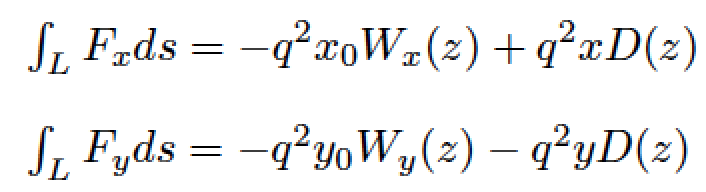 ∫_L F_x ds = −q²x₀W_x(z) + q²xD(z)
∫_L F_y ds = −q²y₀W_y(z) − q²yD(z)